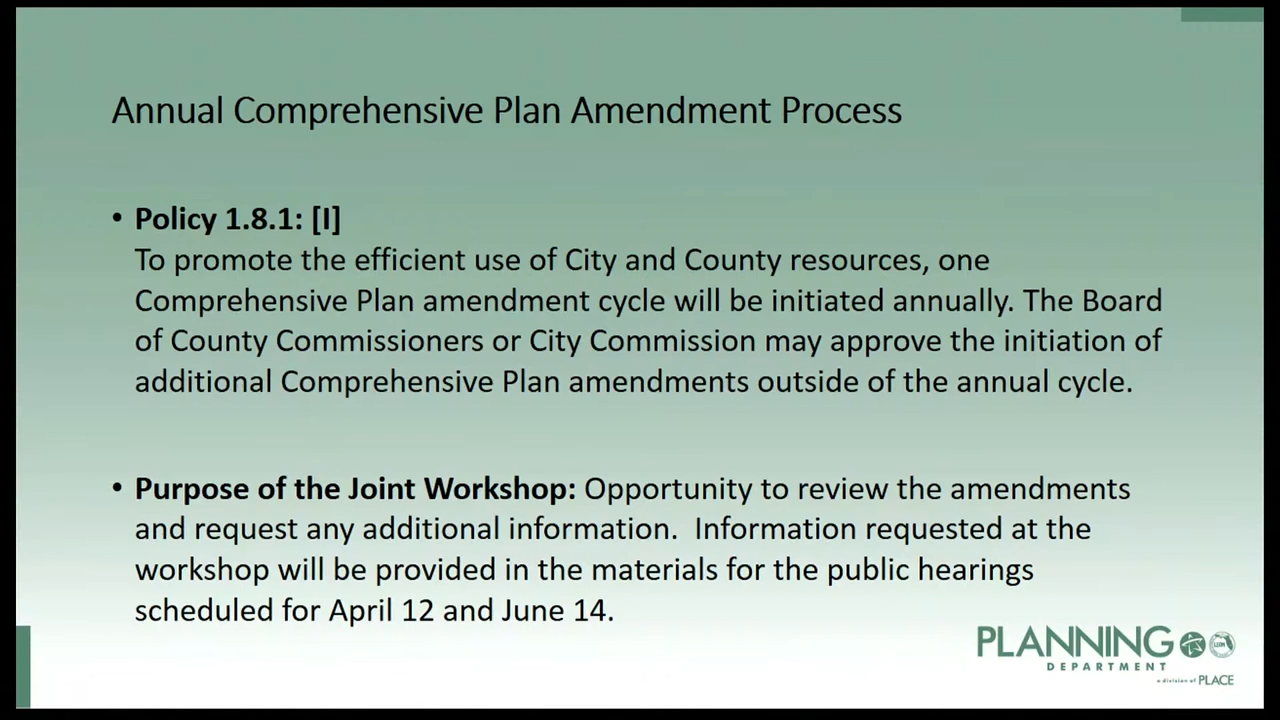 Annual Comprehensive Plan Amendment Process
• Policy 1.8.1: [I]
To promote the efficient use of City and County resources, one
Comprehensive Plan amendment cycle will be initiated annually. The Board
of County Commissioners or City Commission may approve the initiation of
additional Comprehensive Plan amendments outside of the annual cycle.
• Purpose of the Joint Workshop: Opportunity to review the amendments
and request any additional information.  Information requested at the
workshop will be provided in the materials for the public hearings
scheduled for April 12 and June 14.
PLANNING
DEPARTMENT
a division of PLACE